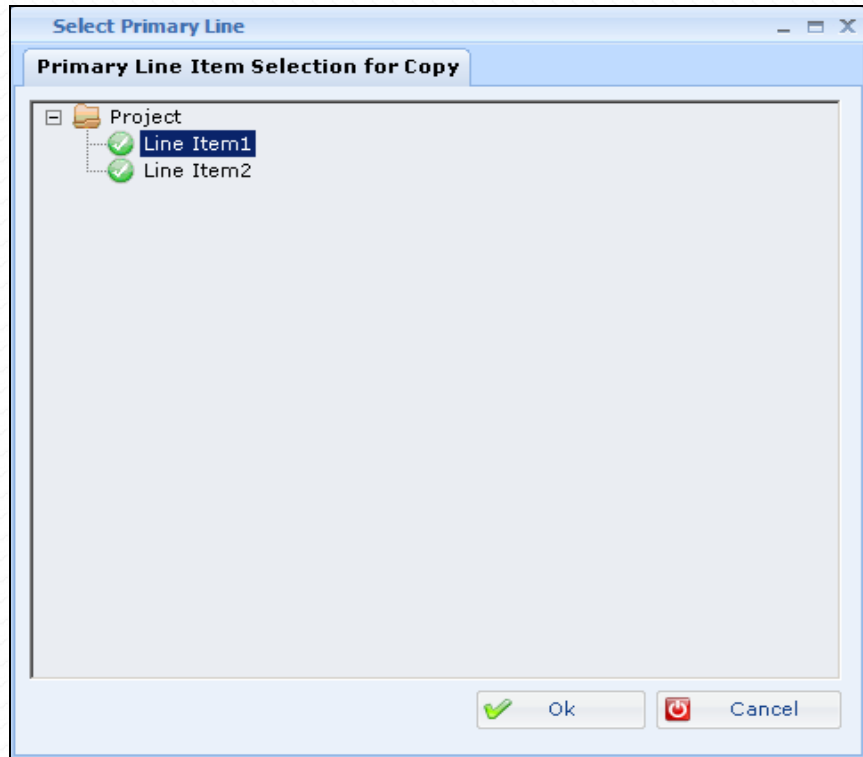 Select Primary Line
Primary Line Item Selection for Copy
Project
Line Item1
Line Item2
Ok
Cancel